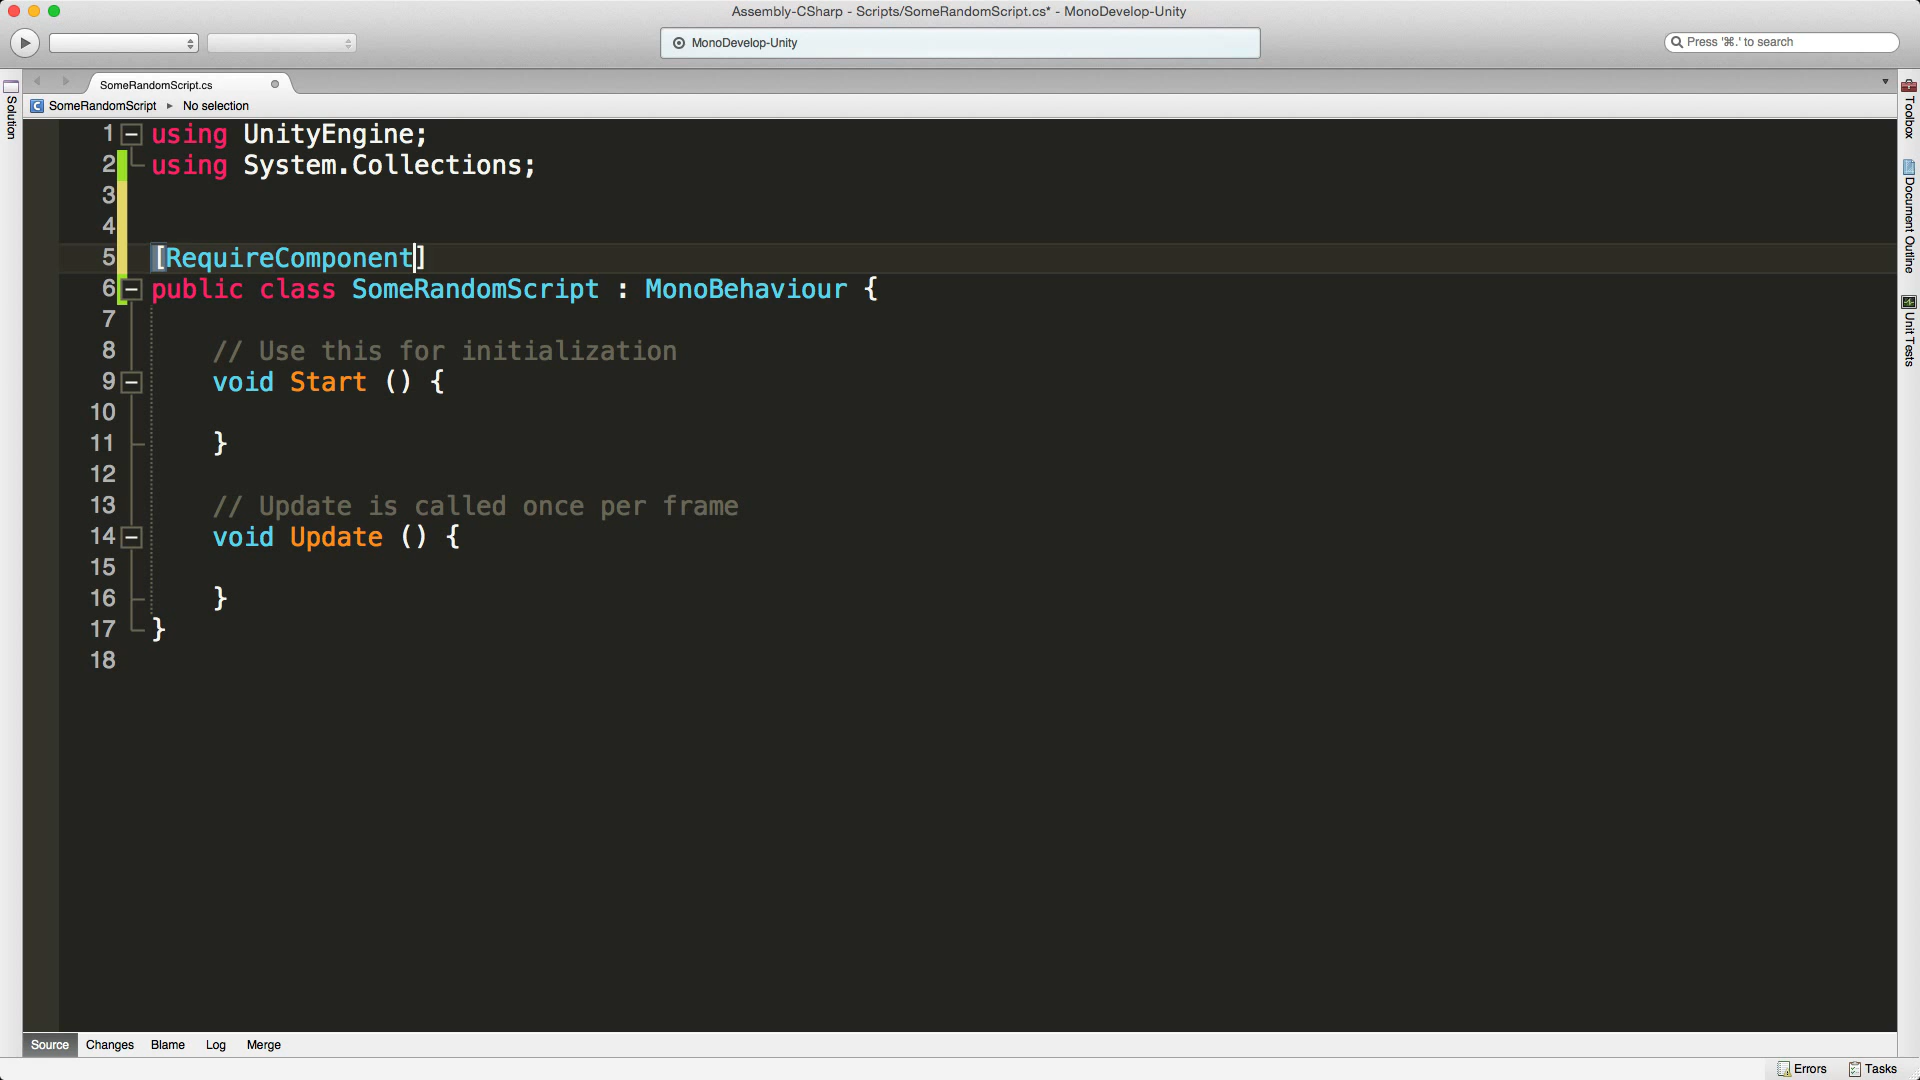 Assembly-CSharp - Scripts/SomeRandomScript.cs* - MonoDevelop-Unity
MonoDevelop-Unity
Press '⌘.' to search
SomeRandomScript.cs
SomeRandomScript ▸ No selection
Solution
Toolbox
Document Outline
Unit Tests
1 using UnityEngine;
2 using System.Collections;
3
4
5 [RequireComponent]
6 public class SomeRandomScript : MonoBehaviour {
7
8 // Use this for initialization
9 void Start () {
10
11 }
12
13 // Update is called once per frame
14 void Update () {
15
16 }
17 }
18
Source Changes Blame Log Merge
Errors Tasks